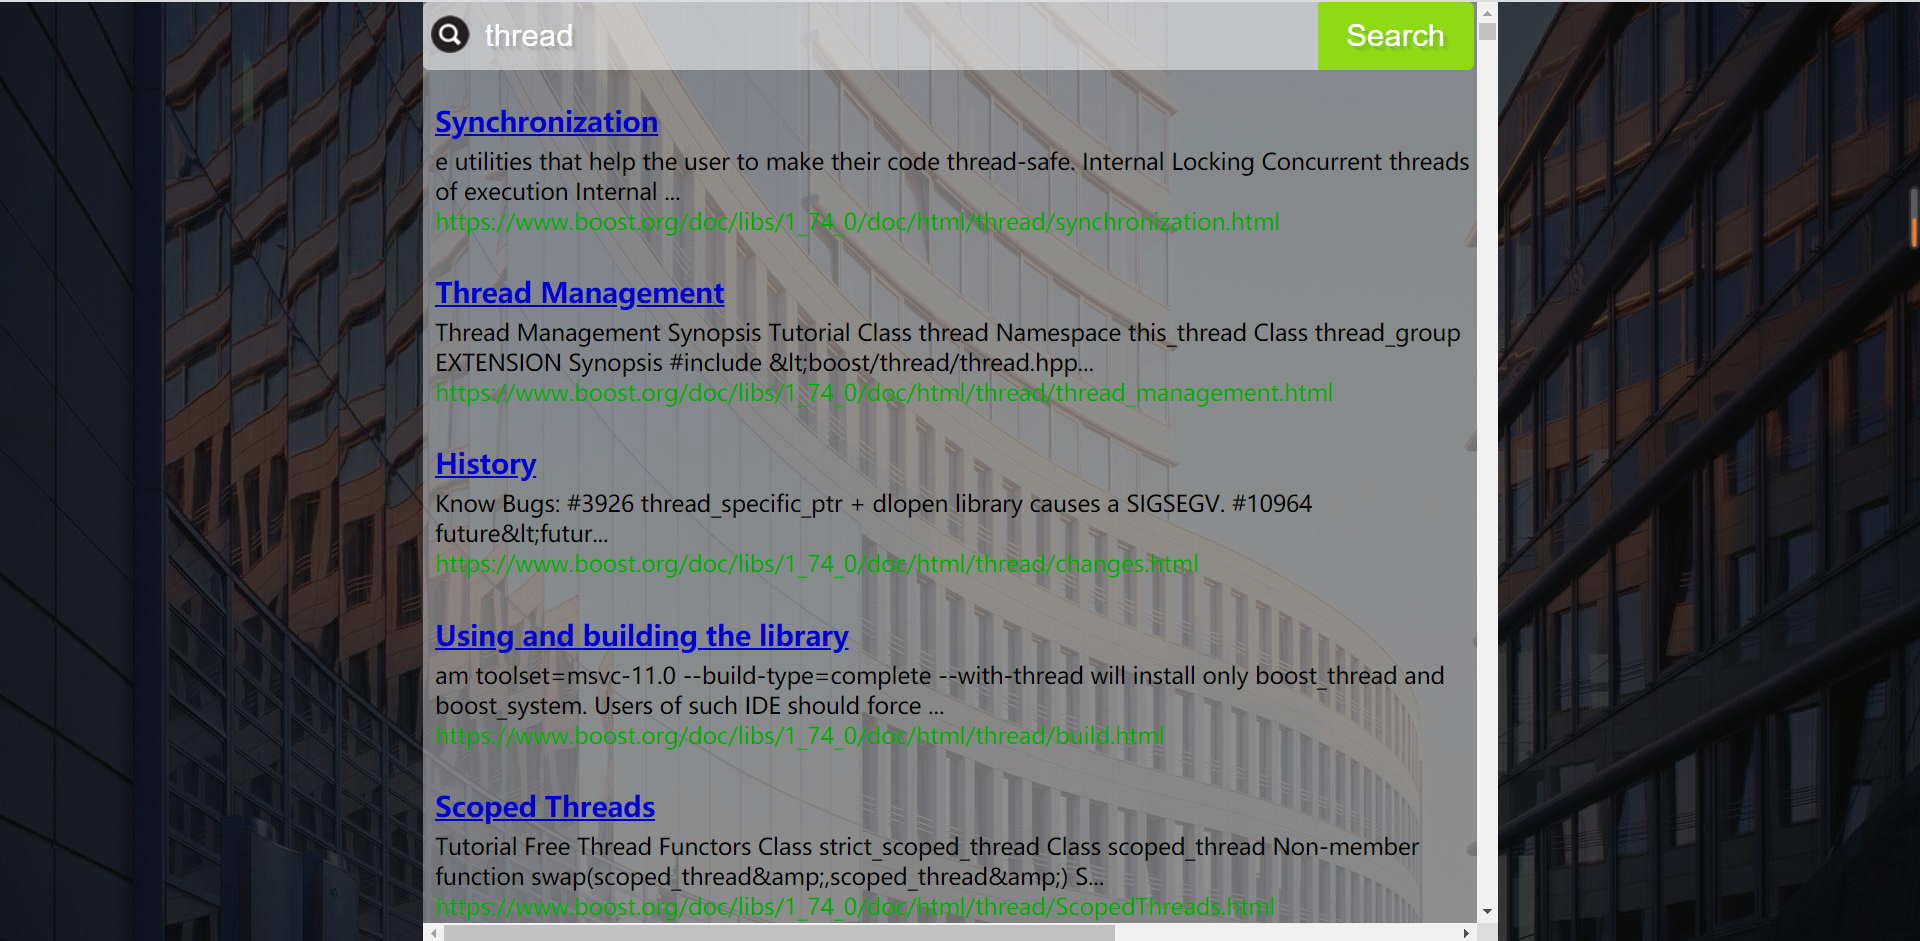 thread
Search
Synchronization
e utilities that help the user to make their code thread-safe. Internal Locking Concurrent threads
of execution Internal ...
https://www.boost.org/doc/libs/1_74_0/doc/html/thread/synchronization.html
Thread Management
Thread Management Synopsis Tutorial Class thread Namespace this_thread Class thread_group
EXTENSION Synopsis #include &lt;boost/thread/thread.hpp...
https://www.boost.org/doc/libs/1_74_0/doc/html/thread/thread_management.html
History
Know Bugs: #3926 thread_specific_ptr + dlopen library causes a SIGSEGV. #10964
future&lt;futur...
https://www.boost.org/doc/libs/1_74_0/doc/html/thread/changes.html
Using and building the library
am toolset=msvc-11.0 --build-type=complete --with-thread will install only boost_thread and
boost_system. Users of such IDE should force ...
https://www.boost.org/doc/libs/1_74_0/doc/html/thread/build.html
Scoped Threads
Tutorial Free Thread Functors Class strict_scoped_thread Class scoped_thread Non-member
function swap(scoped_thread&amp;,scoped_thread&amp;) S...
https://www.boost.org/doc/libs/1_74_0/doc/html/thread/ScopedThreads.html